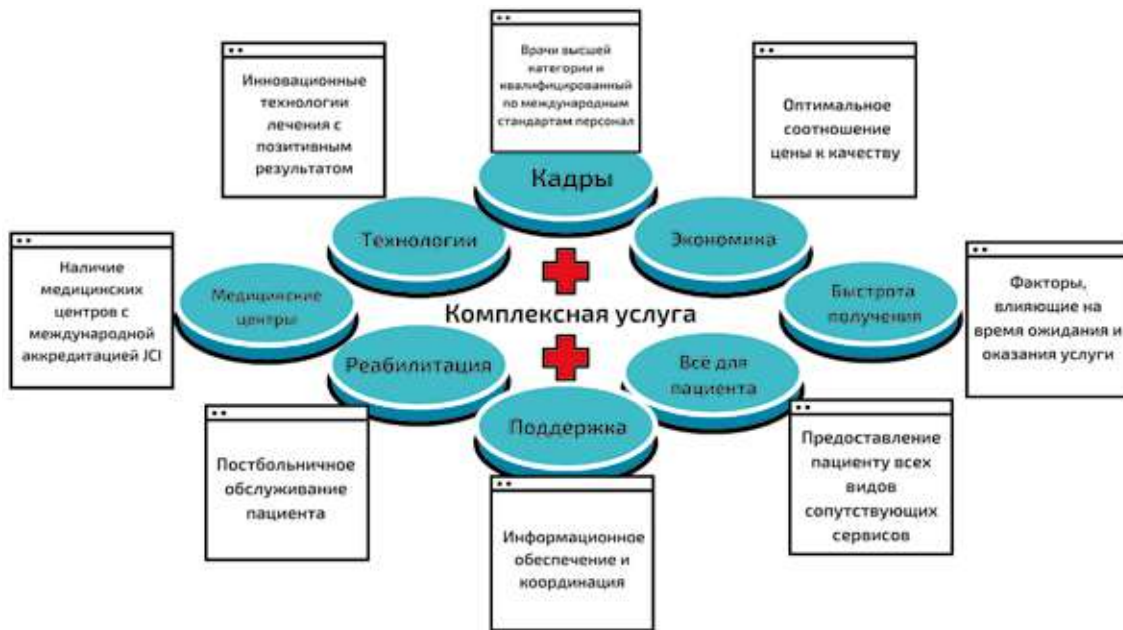 Врачи высшей
категории и
квалифицированный
по международным
стандартам персонал
Инновационные
технологии
лечения с
позитивным
результатом
Оптимальное
соотношение
цены к качеству
Кадры
Технологии
Экономика
Наличие
медицинских
центров с
международной
аккредитацией JCI
Медицинские
центры
Быстрота
получения
Факторы,
влияющие на
время ожидания и
оказания услуги
Комплексная услуга
Реабилитация
Всё для
пациента
Поддержка
Постбольничное
обслуживание
пациента
Предоставление
пациенту всех
видов
сопутствующих
сервисов
Информационное
обеспечение и
координация